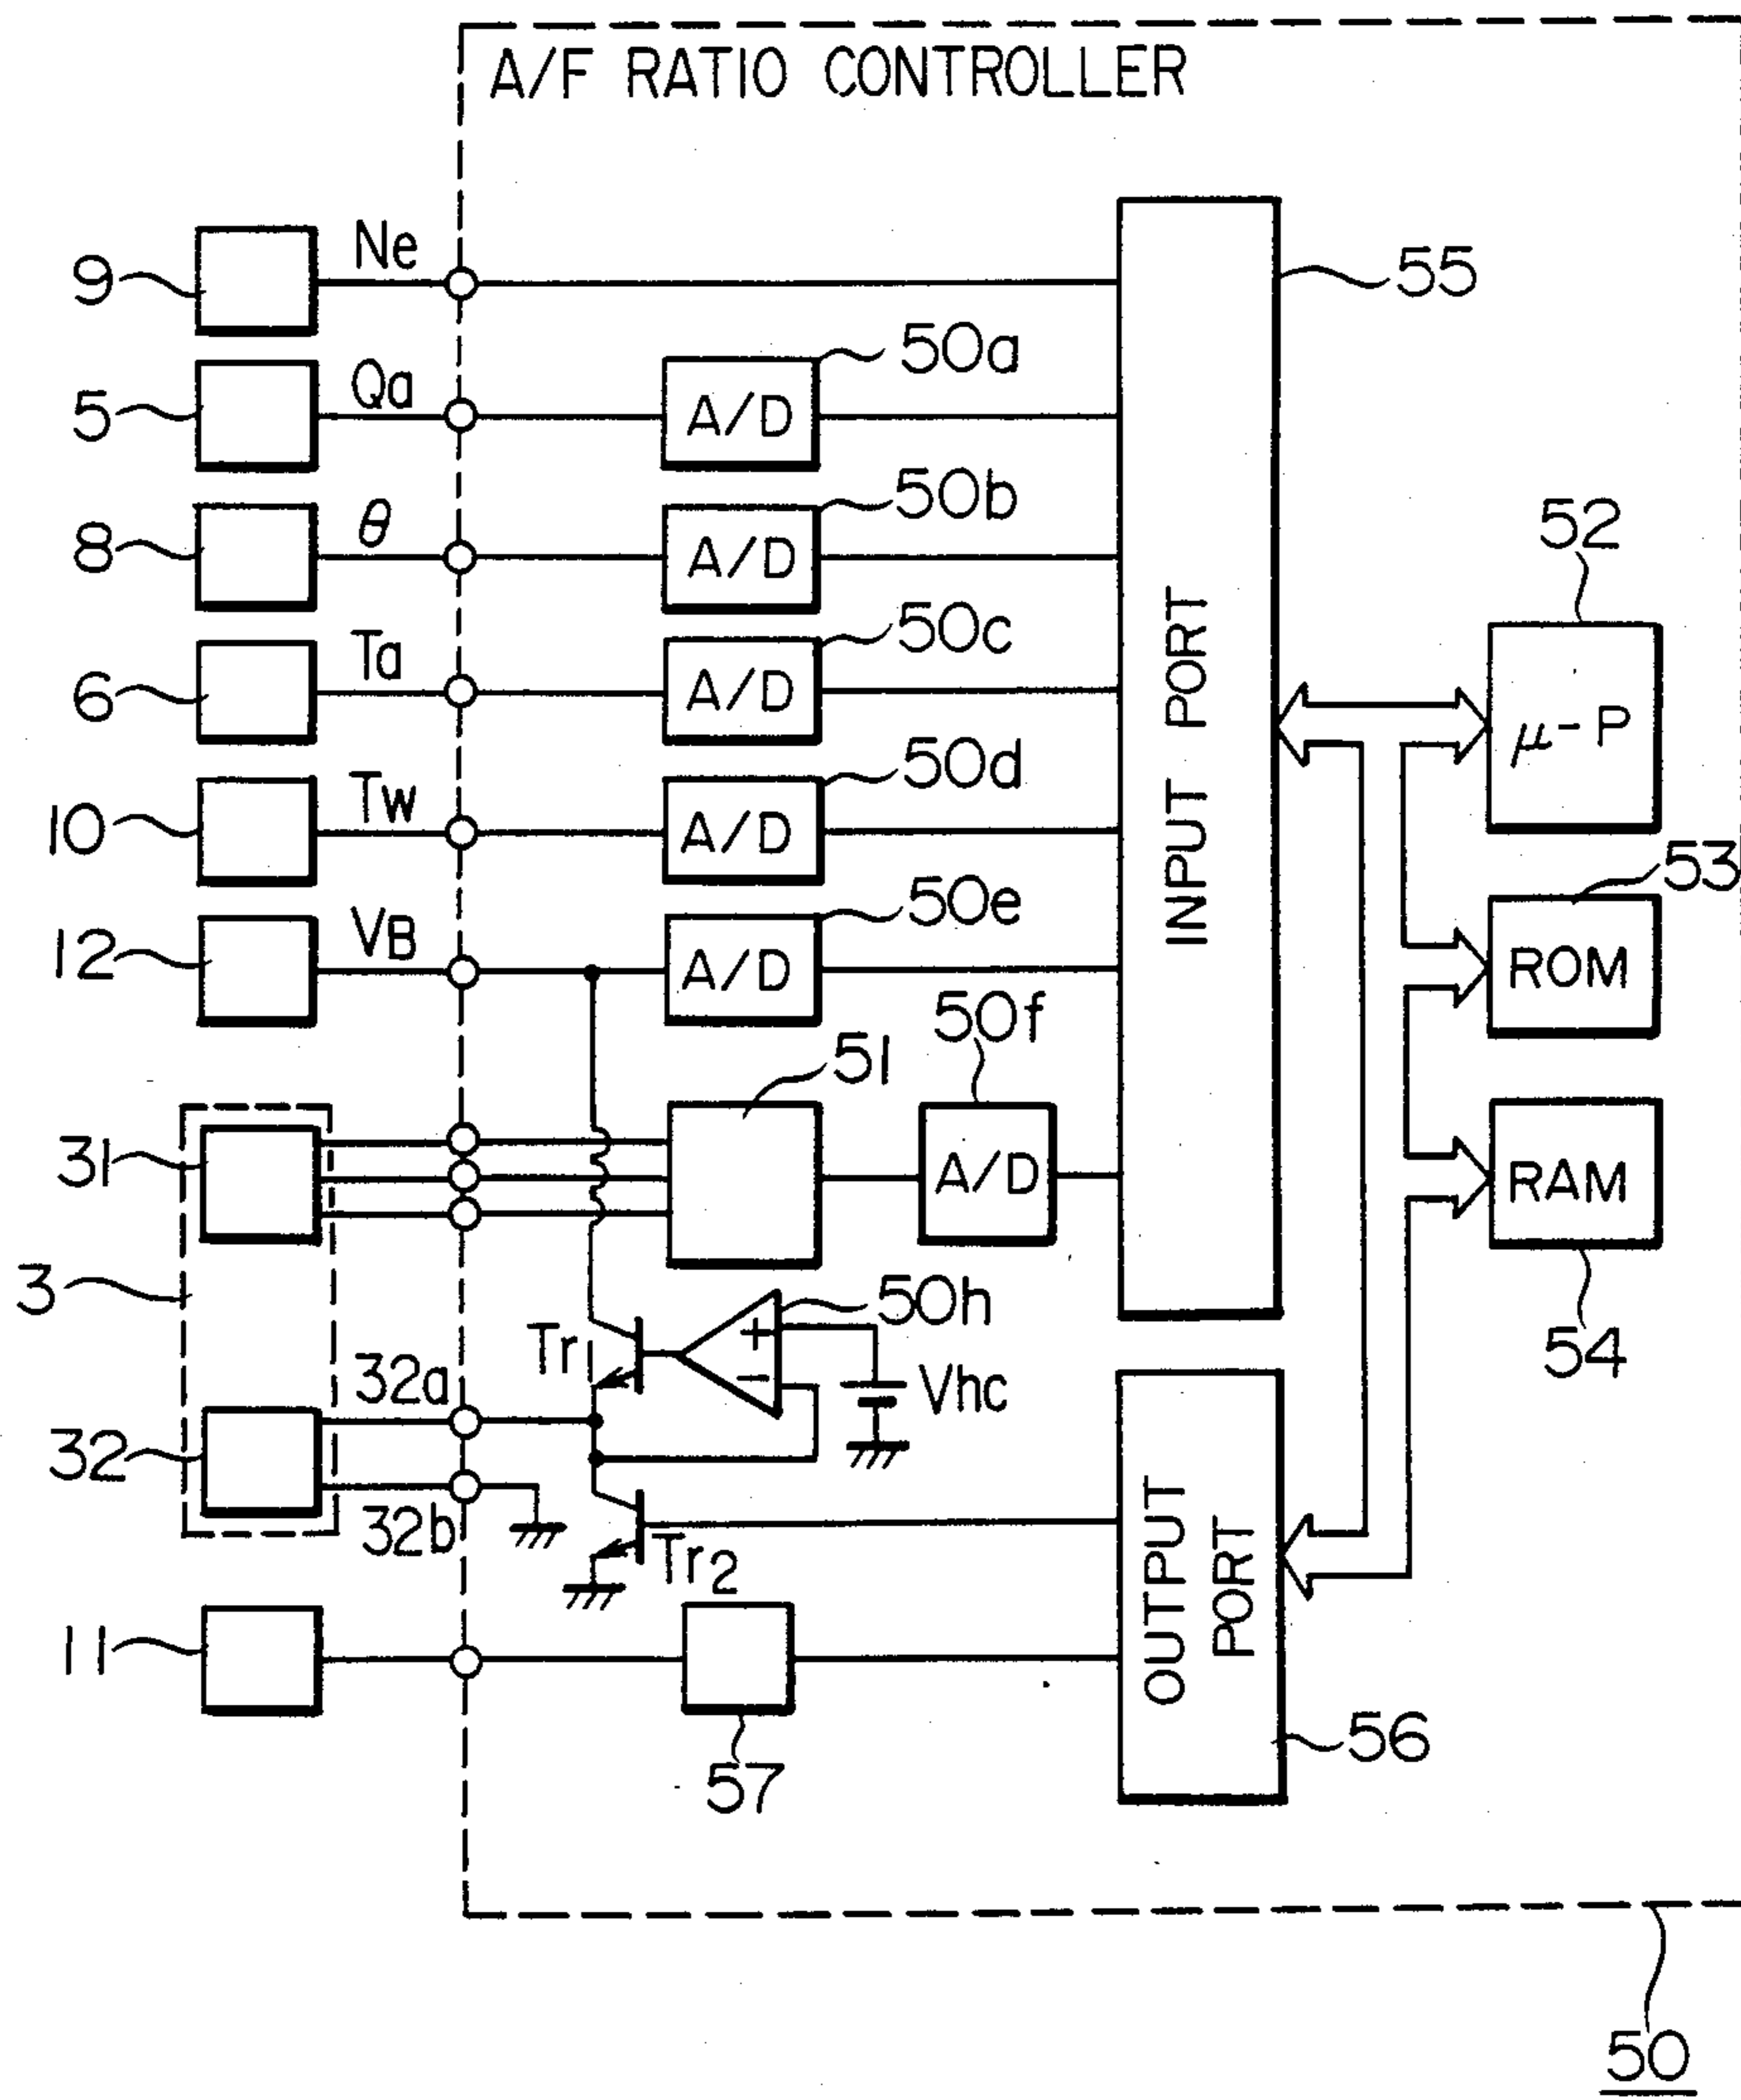 A/F RATIO CONTROLLER
9
Ne
55
5
Qa
50a
A/D
8
θ
50b
A/D
52
6
Ta
50c
A/D
INPUT PORT
μ-P
10
Tw
50d
A/D
53
12
VB
50e
A/D
ROM
50f
51
31
A/D
RAM
3
50h
+
-
Tr1
Vhc
54
32a
32
32b
Tr2
OUTPUT
PORT
11
57
56
50